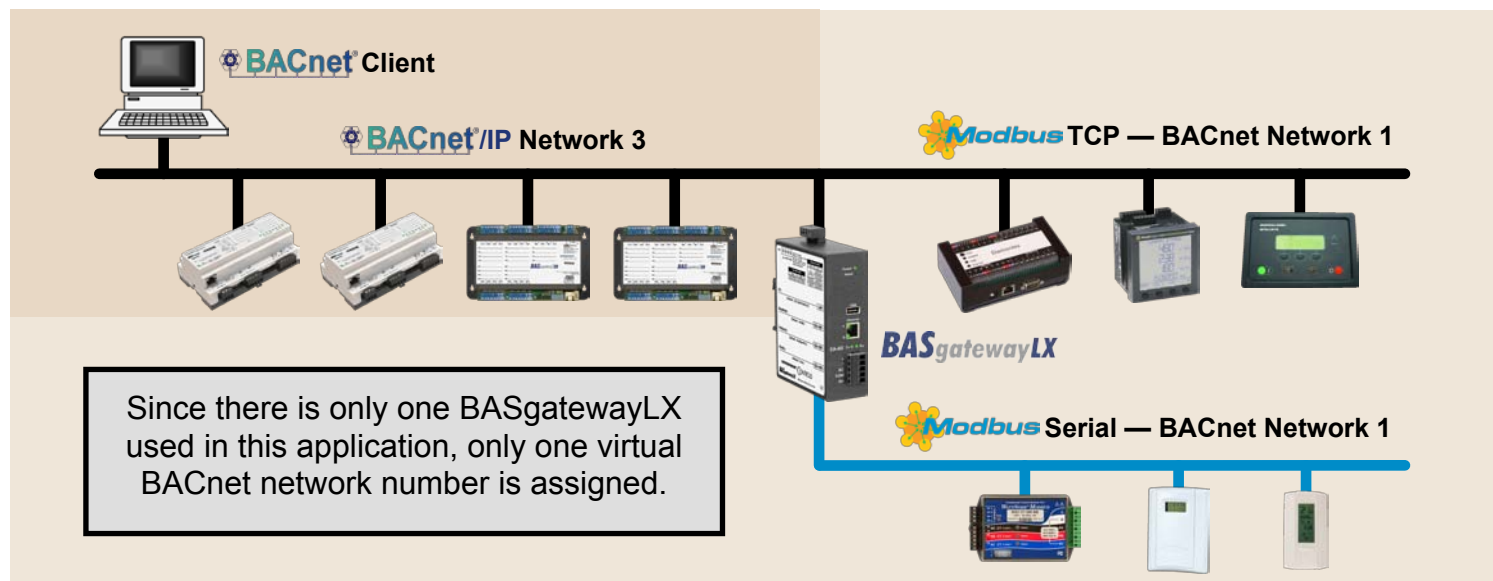 BACnet® Client
BACnet®/IP Network 3
Modbus TCP — BACnet Network 1
BASgatewayLX
Since there is only one BASgatewayLX
used in this application, only one virtual
BACnet network number is assigned.
Modbus Serial — BACnet Network 1